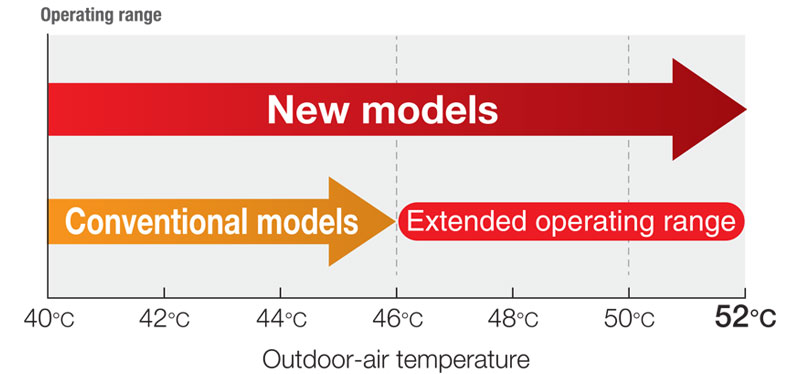 Operating range
New models
Conventional models
Extended operating range
40°C 42°C 44°C 46°C 48°C 50°C 52°C
Outdoor-air temperature